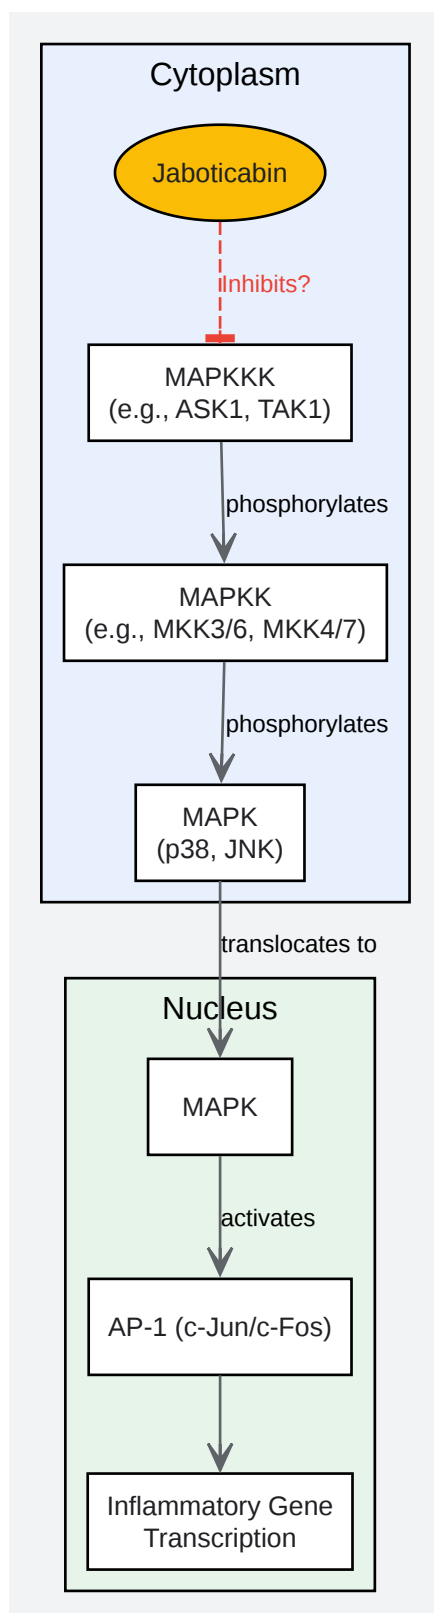 Cytoplasm
Jaboticabin
Inhibits?
MAPKKK
(e.g., ASK1, TAK1)
phosphorylates
MAPKK
(e.g., MKK3/6, MKK4/7)
phosphorylates
MAPK
(p38, JNK)
translocates to
Nucleus
MAPK
activates
AP-1 (c-Jun/c-Fos)
Inflammatory Gene
Transcription